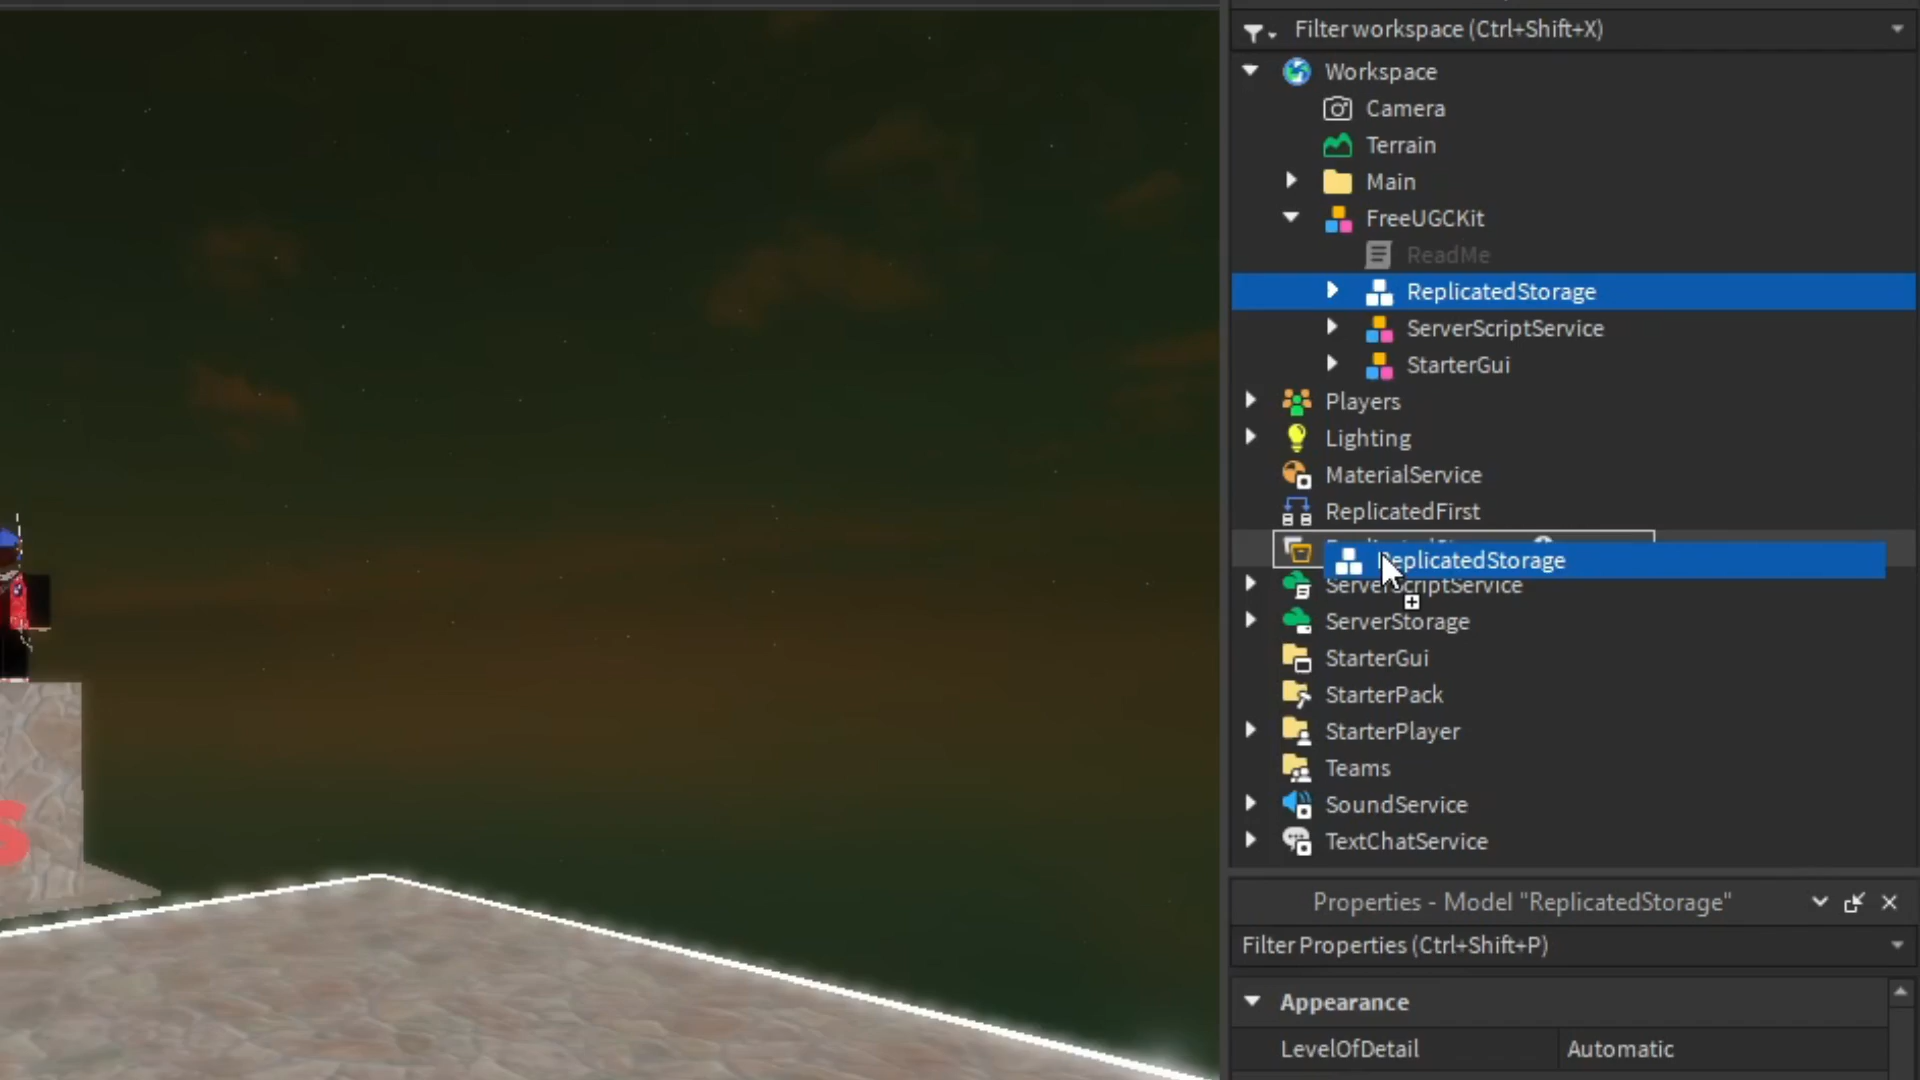 Filter workspace (Ctrl+Shift+X)
Workspace
Camera
Terrain
Main
FreeUGCKit
ReadMe
ReplicatedStorage
ServerScriptService
StarterGui
Players
Lighting
MaterialService
ReplicatedFirst
ReplicatedStorage
ServerScriptService
ServerStorage
StarterGui
StarterPack
StarterPlayer
Teams
SoundService
TextChatService
Properties - Model "ReplicatedStorage"
Filter Properties (Ctrl+Shift+P)
Appearance
LevelOfDetail Automatic
S